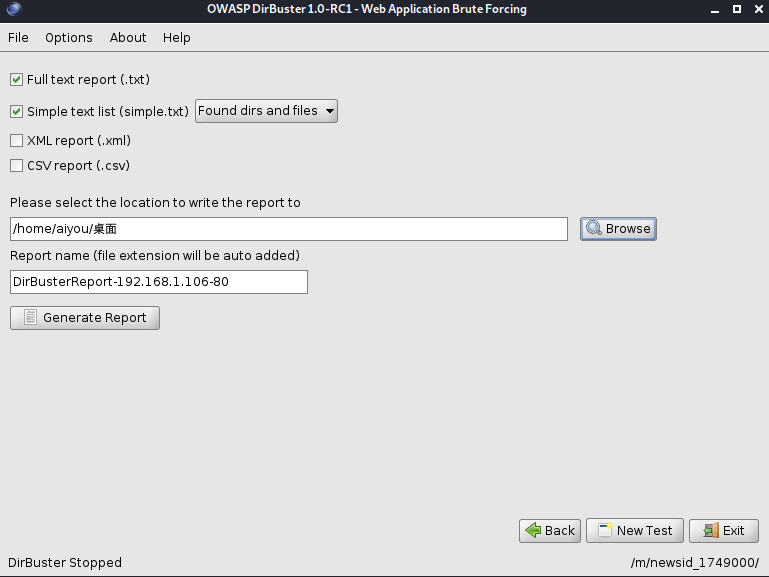 OWASP DirBuster 1.0-RC1 - Web Application Brute Forcing
File Options About Help
Full text report (.txt)
Simple text list (simple.txt) Found dirs and files
XML report (.xml)
CSV report (.csv)
Please select the location to write the report to
/home/aiyou/桌面 Browse
Report name (file extension will be auto added)
DirBusterReport-192.168.1.106-80
Generate Report
Back New Test Exit
DirBuster Stopped /m/newsid_1749000/